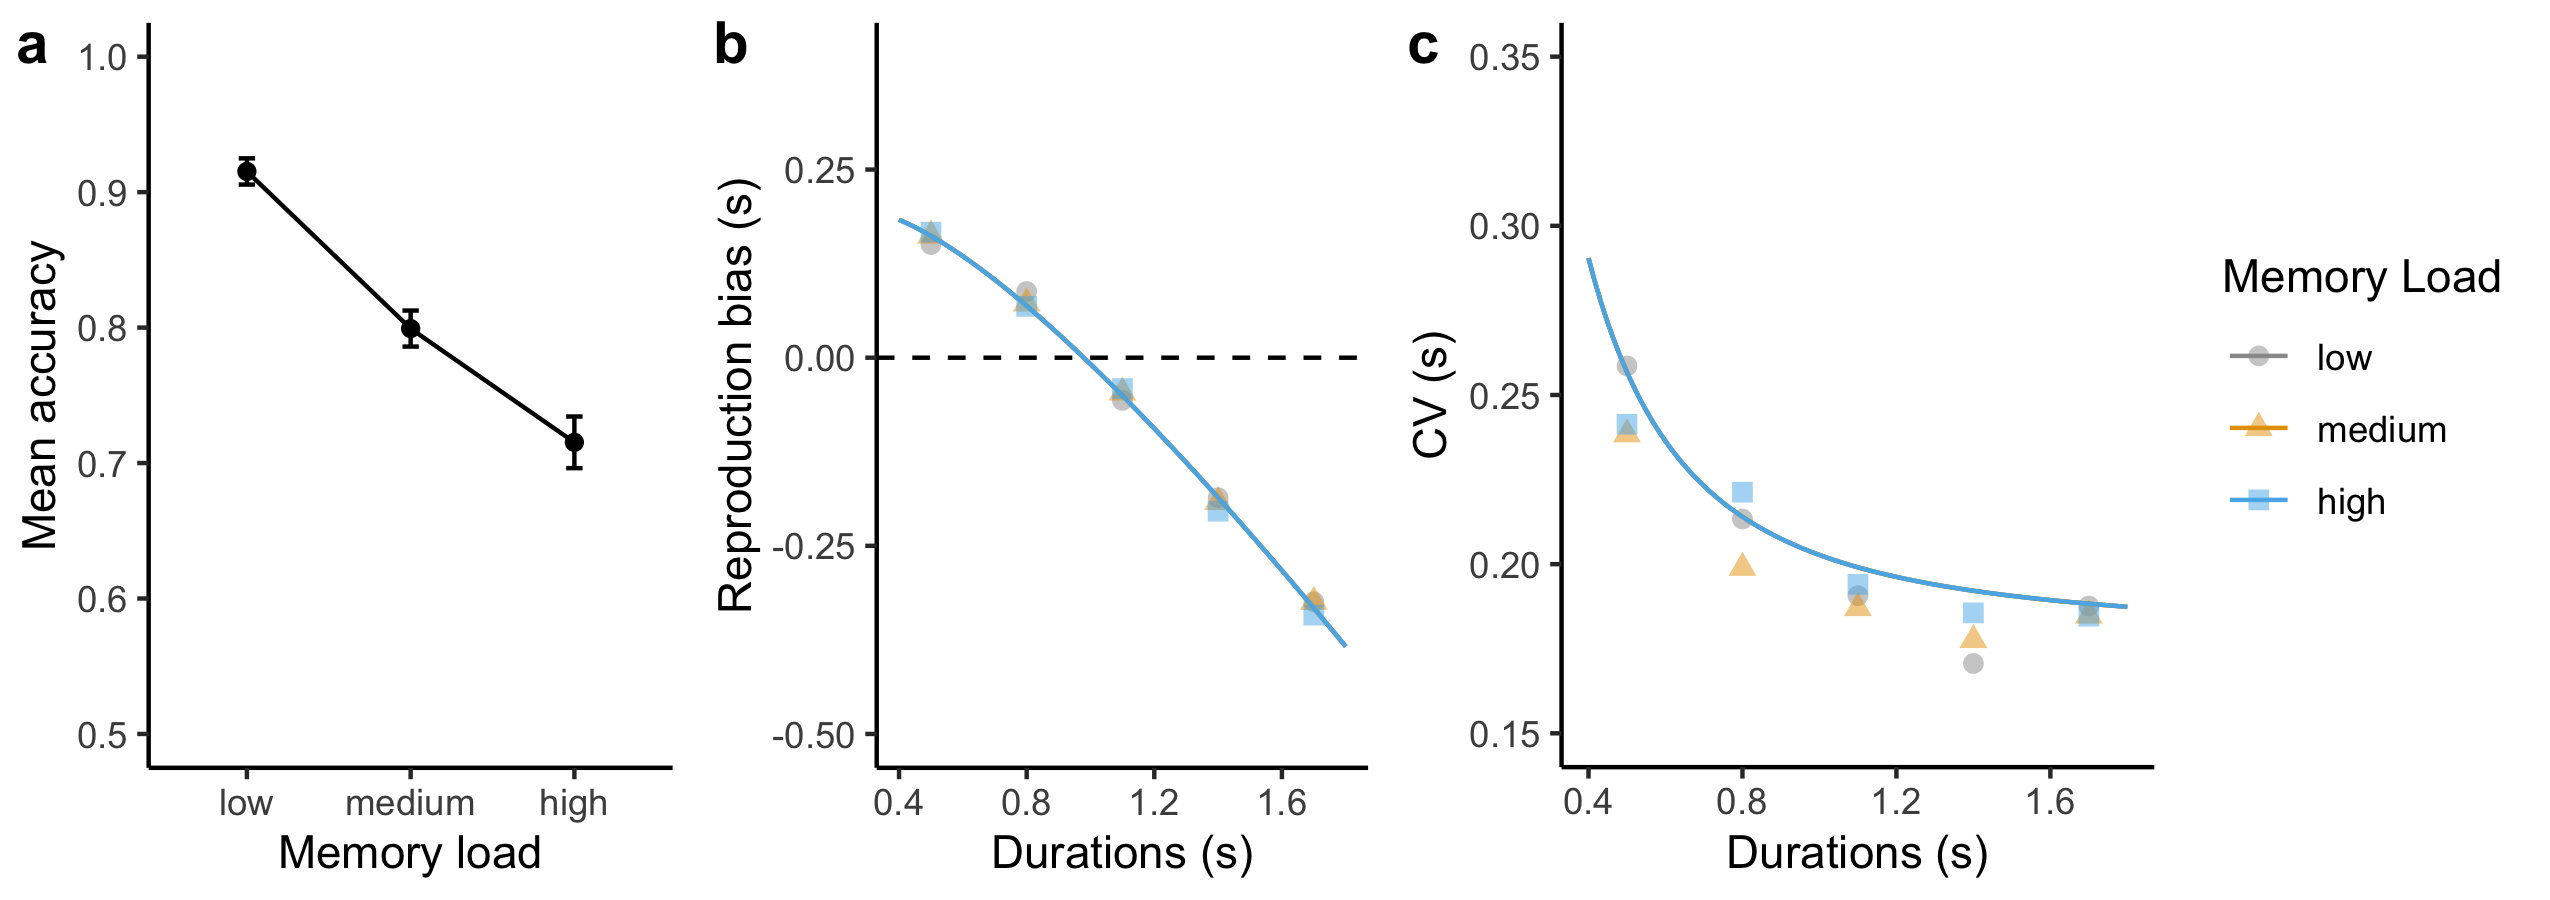 a
1.0
0.9
0.8
0.7
0.6
0.5
Mean accuracy
low medium high
Memory load
b
0.25
0.00
-0.25
-0.50
Reproduction bias (s)
0.4 0.8 1.2 1.6
Durations (s)
c
0.35
0.30
0.25
0.20
0.15
CV (s)
0.4 0.8 1.2 1.6
Durations (s)
Memory Load
low
medium
high